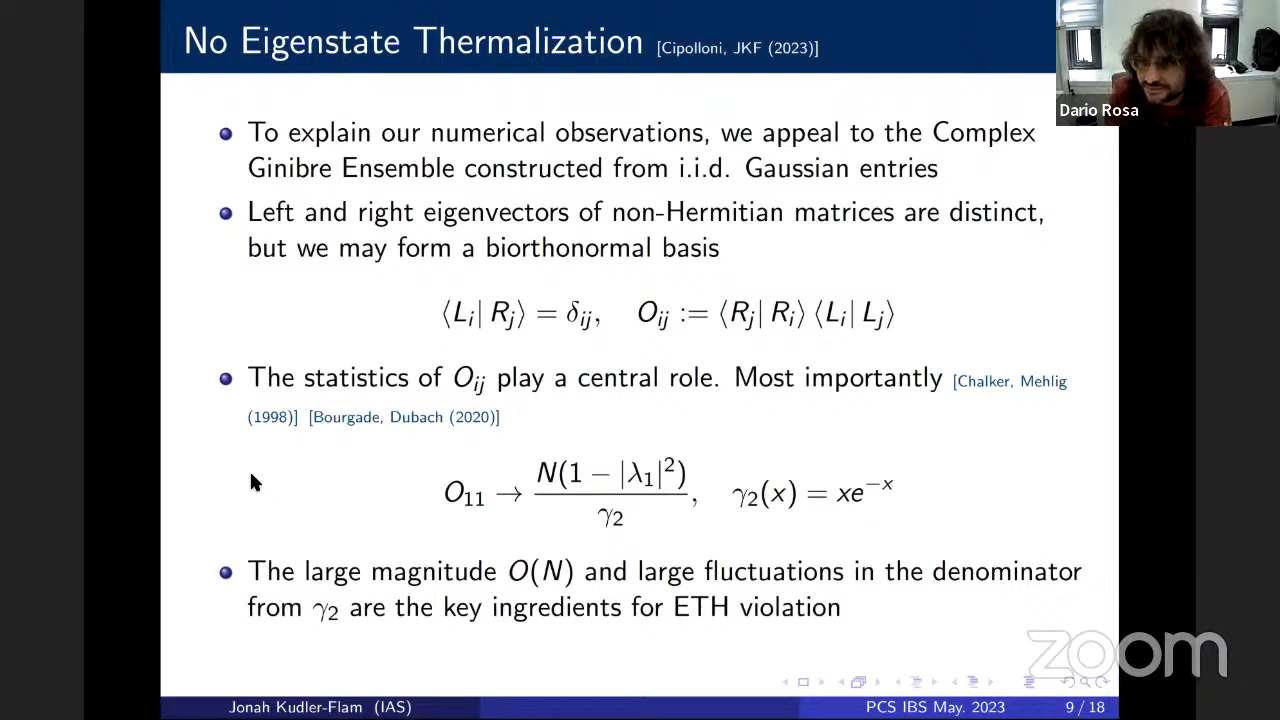 No Eigenstate Thermalization [Cipolloni, JKF (2023)]
Dario Rosa
To explain our numerical observations, we appeal to the Complex
Ginibre Ensemble constructed from i.i.d. Gaussian entries
Left and right eigenvectors of non-Hermitian matrices are distinct,
but we may form a biorthonormal basis
⟨L_i| R_j⟩ = δ_ij, O_ij := ⟨R_j| R_i⟩ ⟨L_i| L_j⟩
The statistics of O_ij play a central role. Most importantly [Chalker, Mehlig
(1998)] [Bourgade, Dubach (2020)]
O_11 → N(1 − |λ_1|^2) / γ_2, γ_2(x) = xe^{−x}
The large magnitude O(N) and large fluctuations in the denominator
from γ_2 are the key ingredients for ETH violation
zoom
Jonah Kudler-Flam (IAS) PCS IBS May. 2023 9 / 18